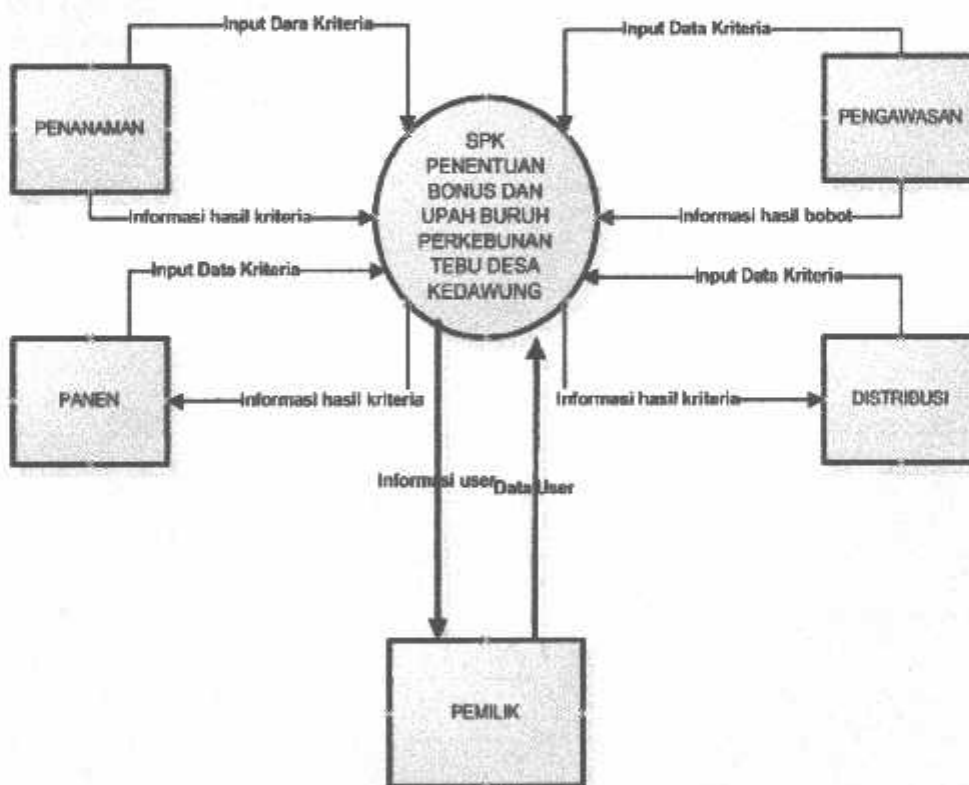 Input Dara Kriteria
Input Data Kriteria
PENANAMAN
PENGAWASAN
SPK
PENENTUAN
BONUS DAN
UPAH BURUH
PERKEBUNAN
TEBU DESA
KEDAWUNG
Informasi hasil kriteria
Informasi hasil bobot
Input Data Kriteria
Input Data Kriteria
PANEN
DISTRIBUSI
Informasi hasil kriteria
Informasi hasil kriteria
Informasi user
Data User
PEMILIK